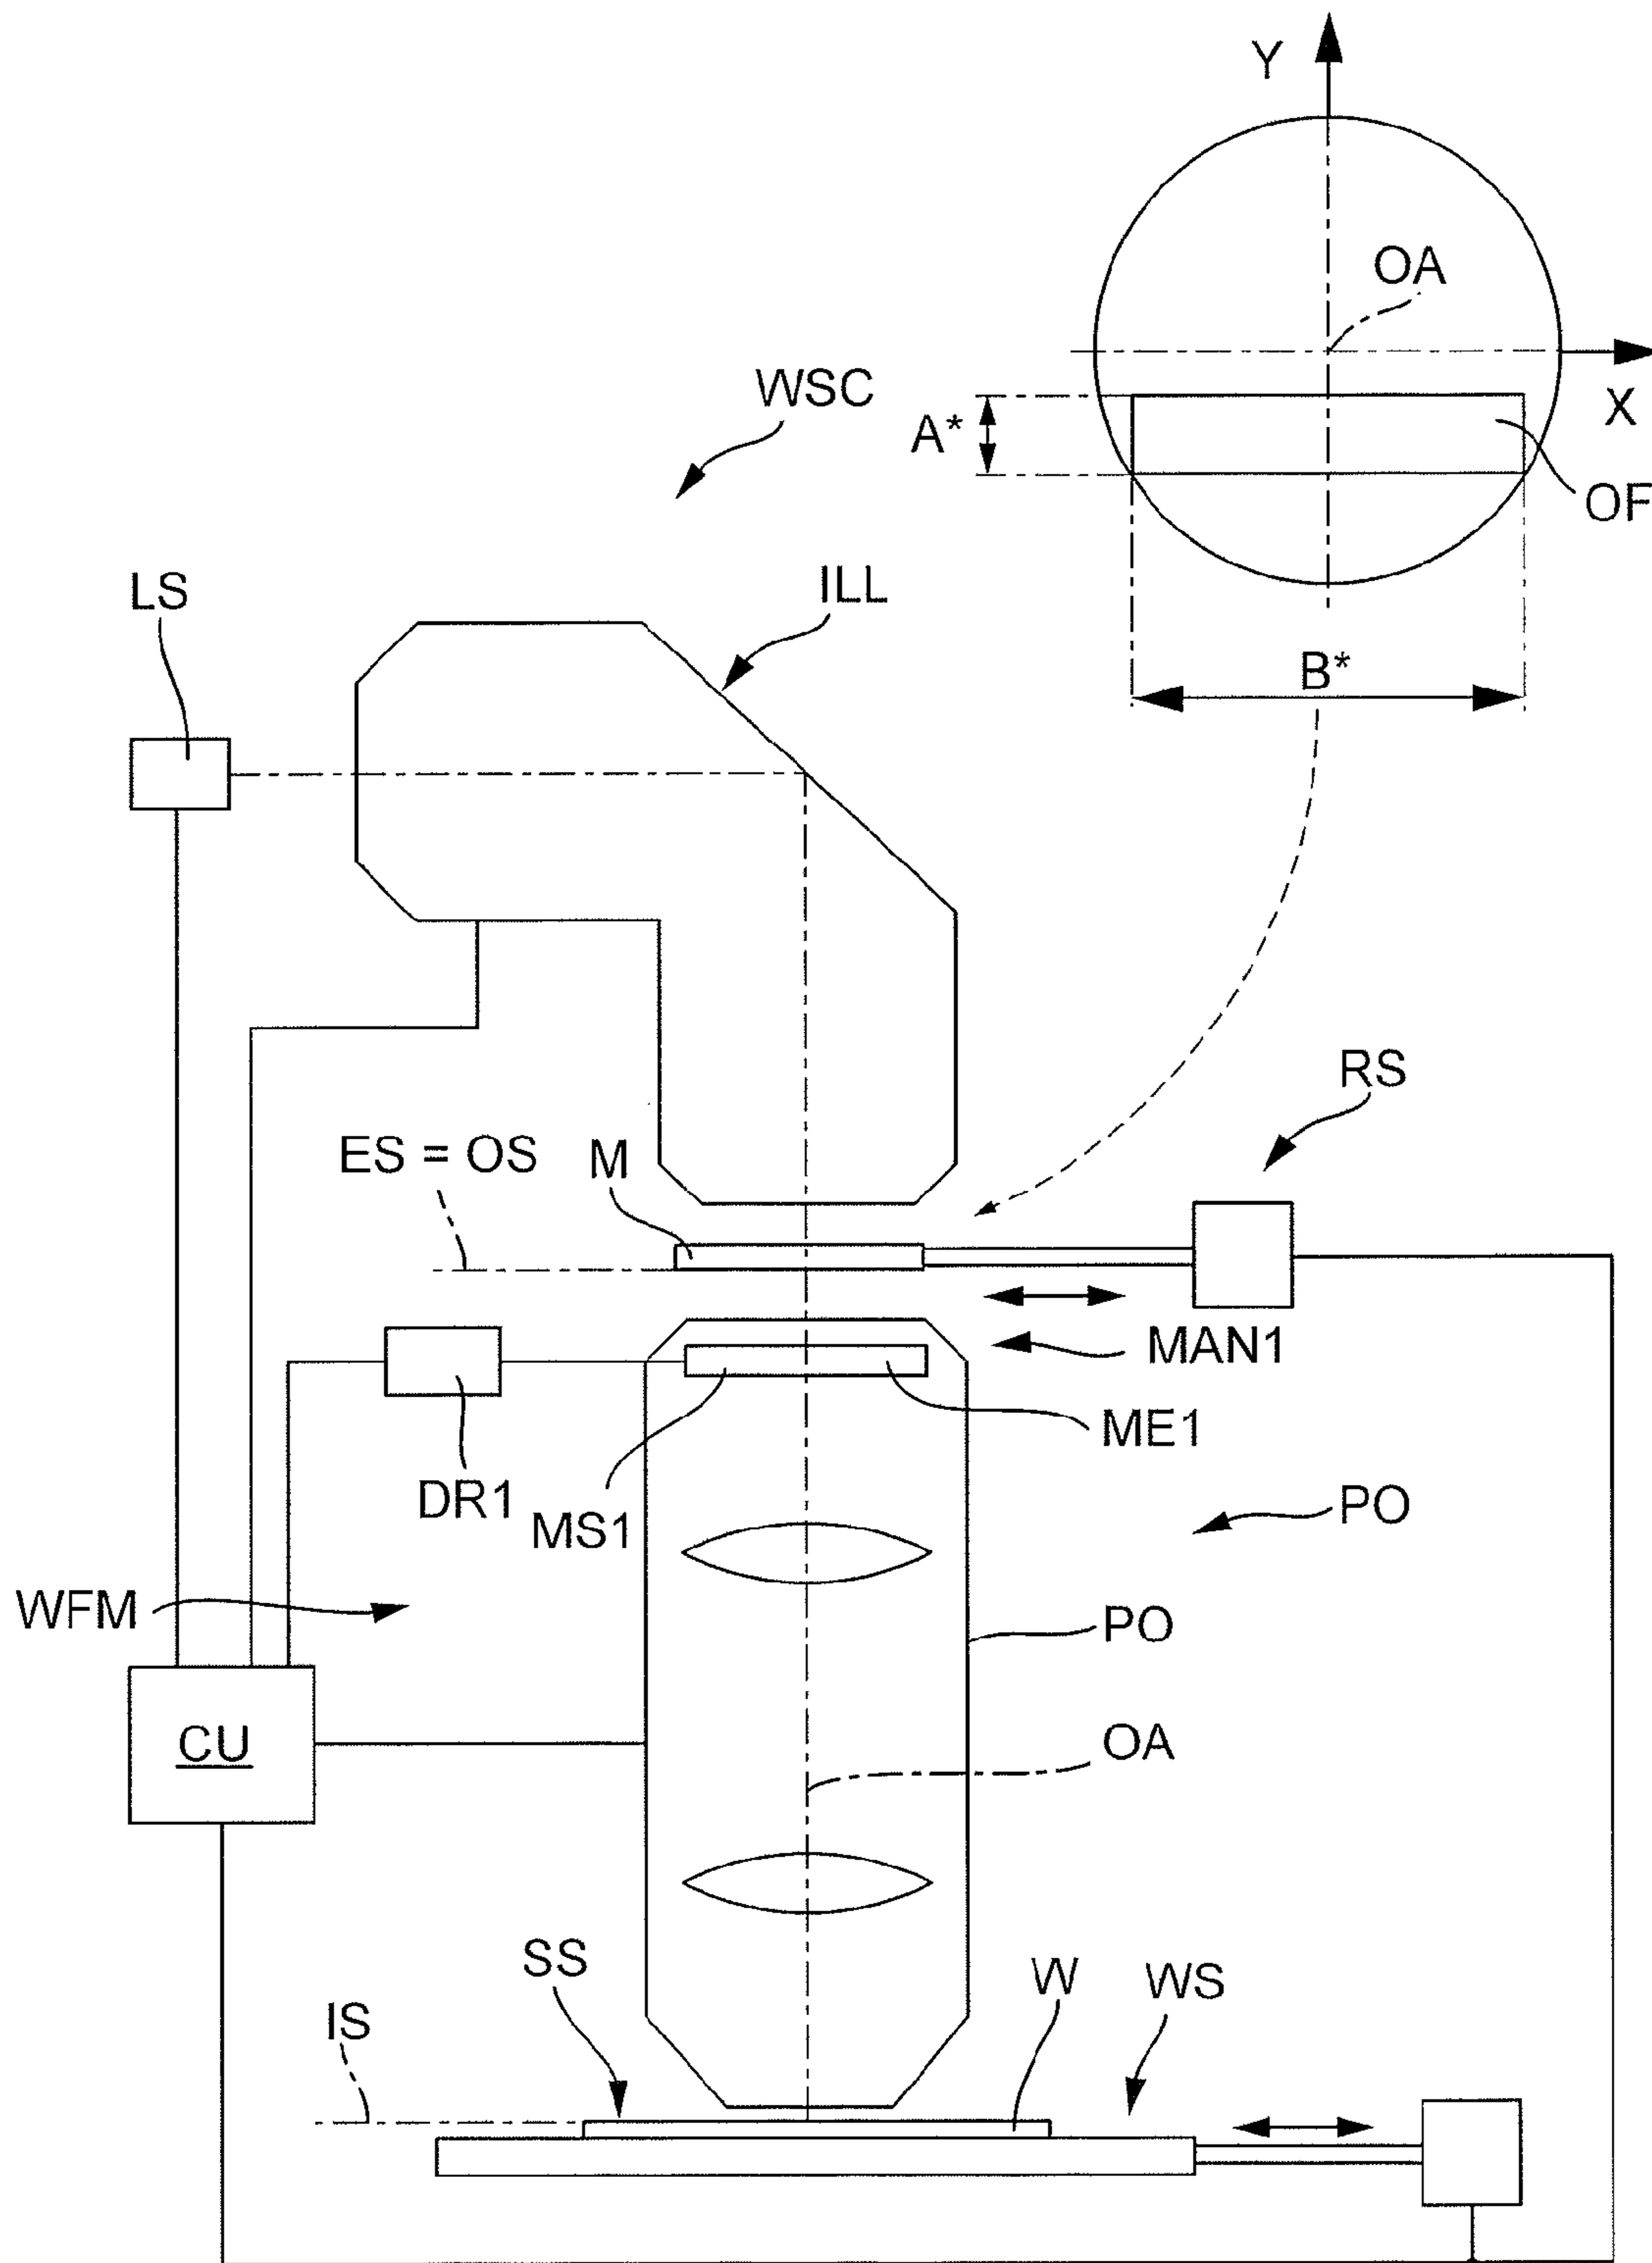 Y
OA
WSC
A*
X
OF
LS
ILL
B*
RS
ES = OS
M
MAN1
ME1
DR1
MS1
PO
WFM
PO
CU
OA
SS
W
WS
IS